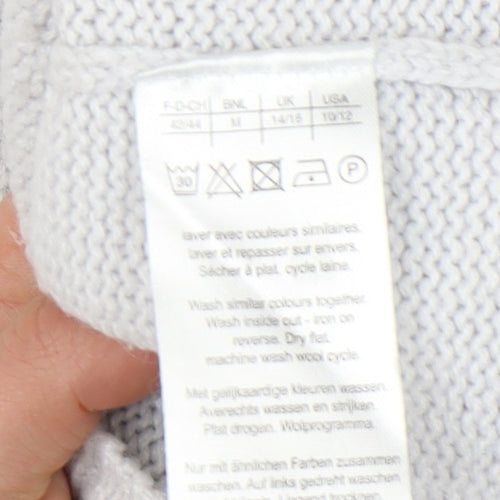 F-D-CH BNL UK USA
42/44 M 14/16 10/12
30 P
laver avec couleurs similaires,
laver et repasser sur envers.
Sécher à plat, cycle laine.
Wash similar colours together.
Wash inside out - iron on
reverse. Dry flat,
machine wash wool cycle.
Met gelijkaardige kleuren wassen.
Averechts wassen en strijken.
Plat drogen. Wolprogramma.
Nur mit ähnlichen Farben zusammen
waschen. Auf links gedreht waschen